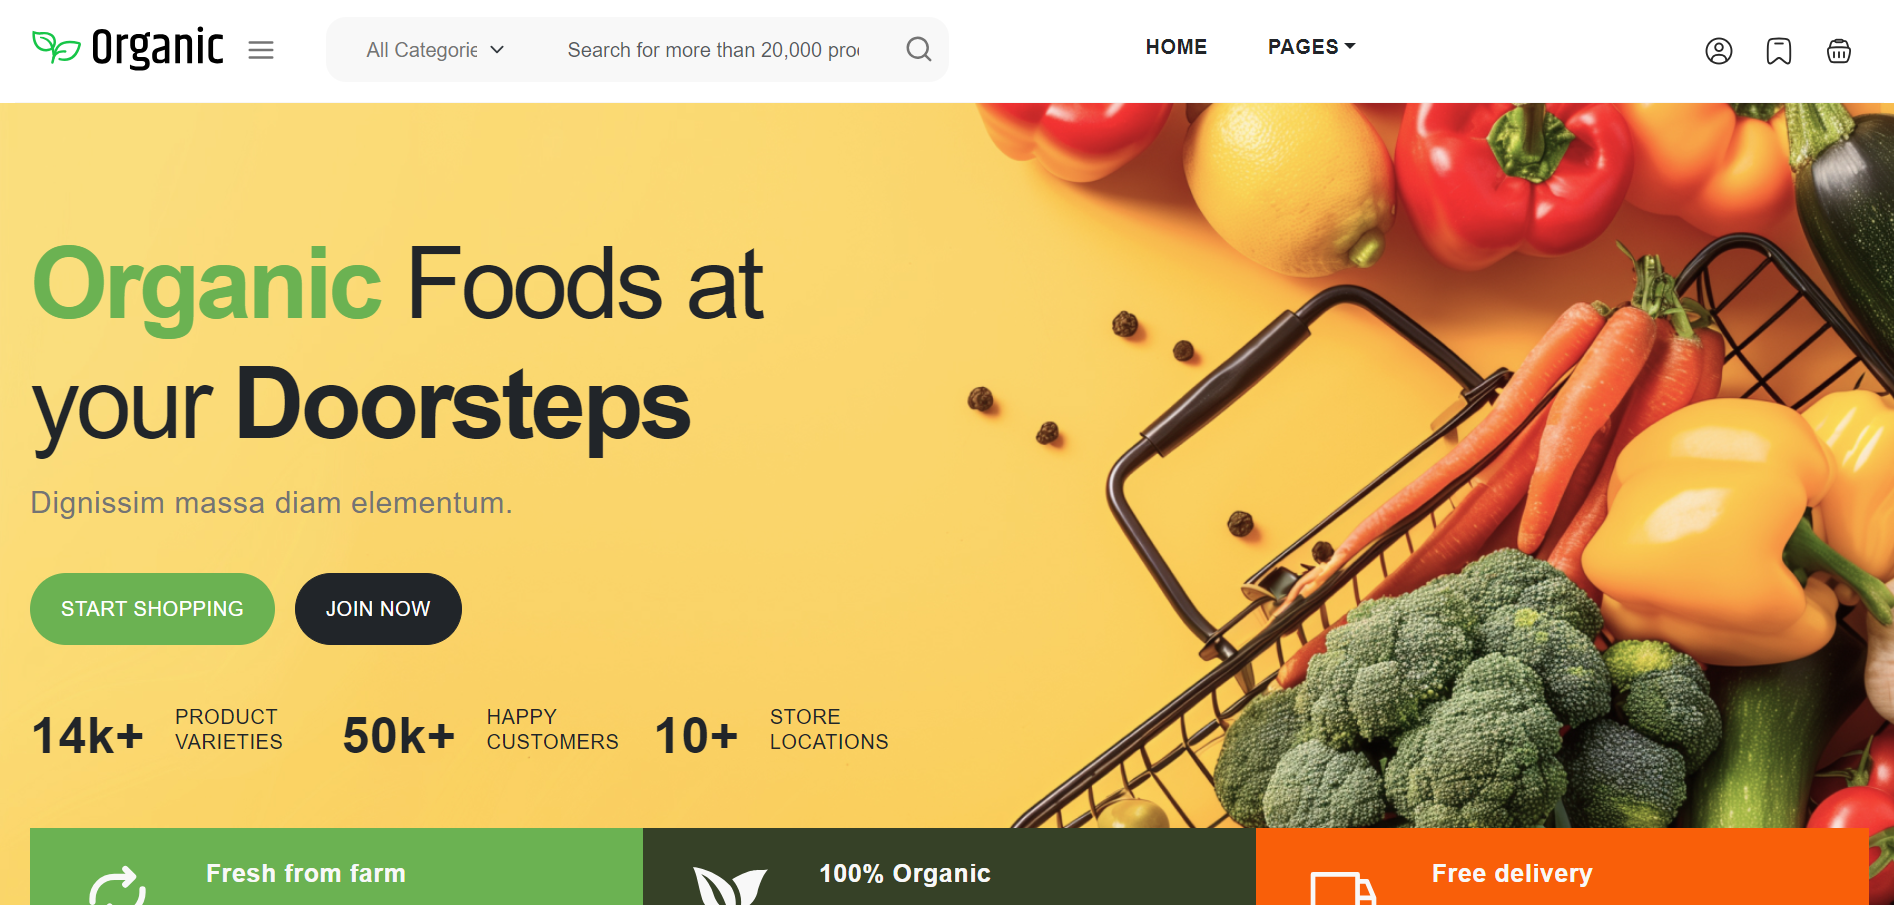 Organic
All Categorie
Search for more than 20,000 pro
HOME
PAGES
Organic Foods at
your Doorsteps
Dignissim massa diam elementum.
START SHOPPING
JOIN NOW
14k+
PRODUCT
VARIETIES
50k+
HAPPY
CUSTOMERS
10+
STORE
LOCATIONS
Fresh from farm
100% Organic
Free delivery